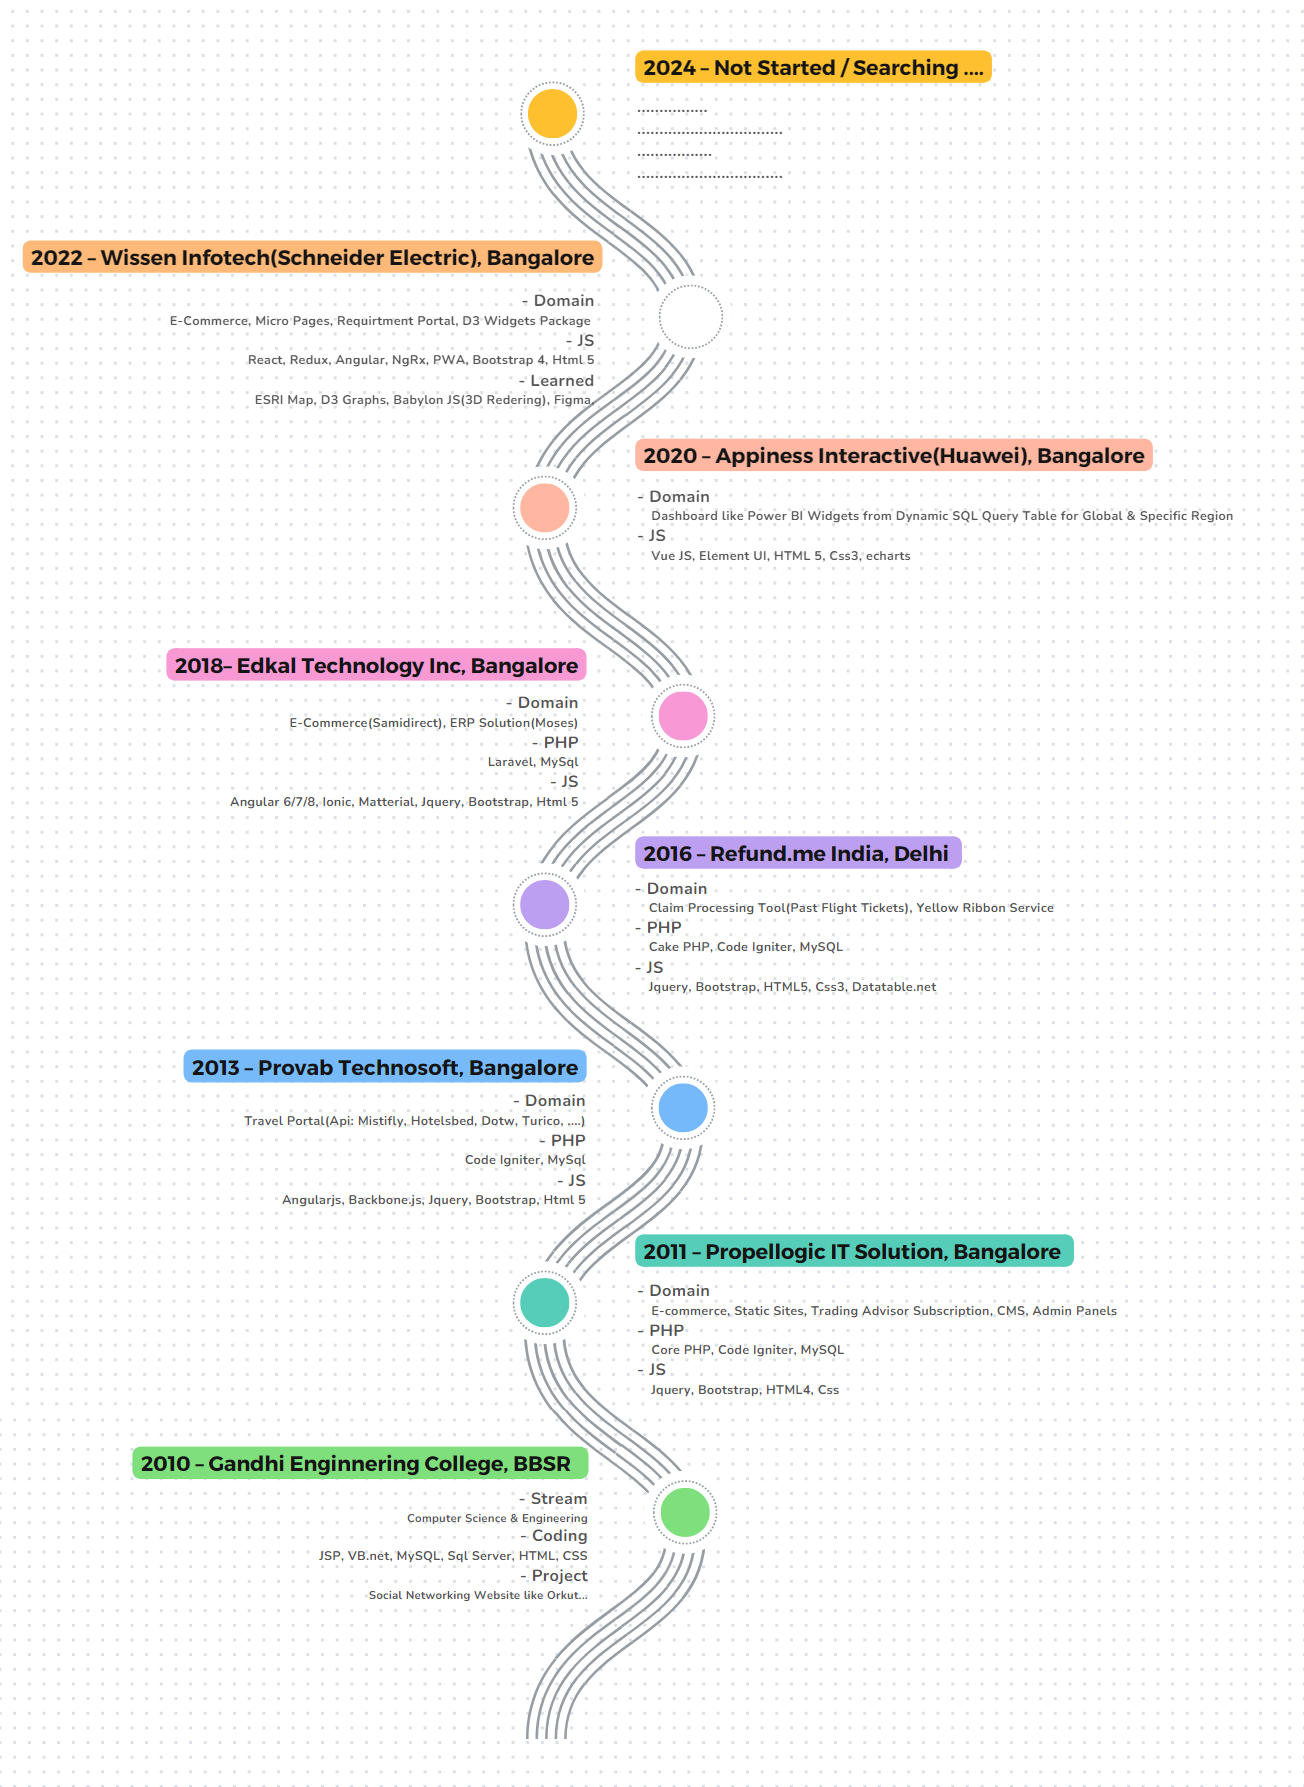 2024 – Not Started / Searching ....
................
.................................
.................
.................................
2022 – Wissen Infotech(Schneider Electric), Bangalore
- Domain
E-Commerce, Micro Pages, Requirtment Portal, D3 Widgets Package
- JS
React, Redux, Angular, NgRx, PWA, Bootstrap 4, Html 5
- Learned
ESRI Map, D3 Graphs, Babylon JS(3D Redering), Figma,
2020 – Appiness Interactive(Huawei), Bangalore
- Domain
Dashboard like Power BI Widgets from Dynamic SQL Query Table for Global & Specific Region
- JS
Vue JS, Element UI, HTML 5, Css3, echarts
2018– Edkal Technology Inc, Bangalore
- Domain
E-Commerce(Samidirect), ERP Solution(Moses)
- PHP
Laravel, MySql
- JS
Angular 6/7/8, Ionic, Matterial, Jquery, Bootstrap, Html 5
2016 – Refund.me India, Delhi
- Domain
Claim Processing Tool(Past Flight Tickets), Yellow Ribbon Service
- PHP
Cake PHP, Code Igniter, MySQL
- JS
Jquery, Bootstrap, HTML5, Css3, Datatable.net
2013 – Provab Technosoft, Bangalore
- Domain
Travel Portal(Api: Mistifly, Hotelsbed, Dotw, Turico, ....)
- PHP
Code Igniter, MySql
- JS
Angularjs, Backbone.js, Jquery, Bootstrap, Html 5
2011 – Propellogic IT Solution, Bangalore
- Domain
E-commerce, Static Sites, Trading Advisor Subscription, CMS, Admin Panels
- PHP
Core PHP, Code Igniter, MySQL
- JS
Jquery, Bootstrap, HTML4, Css
2010 – Gandhi Enginnering College, BBSR
- Stream
Computer Science & Engineering
- Coding
JSP, VB.net, MySQL, Sql Server, HTML, CSS
- Project
Social Networking Website like Orkut...